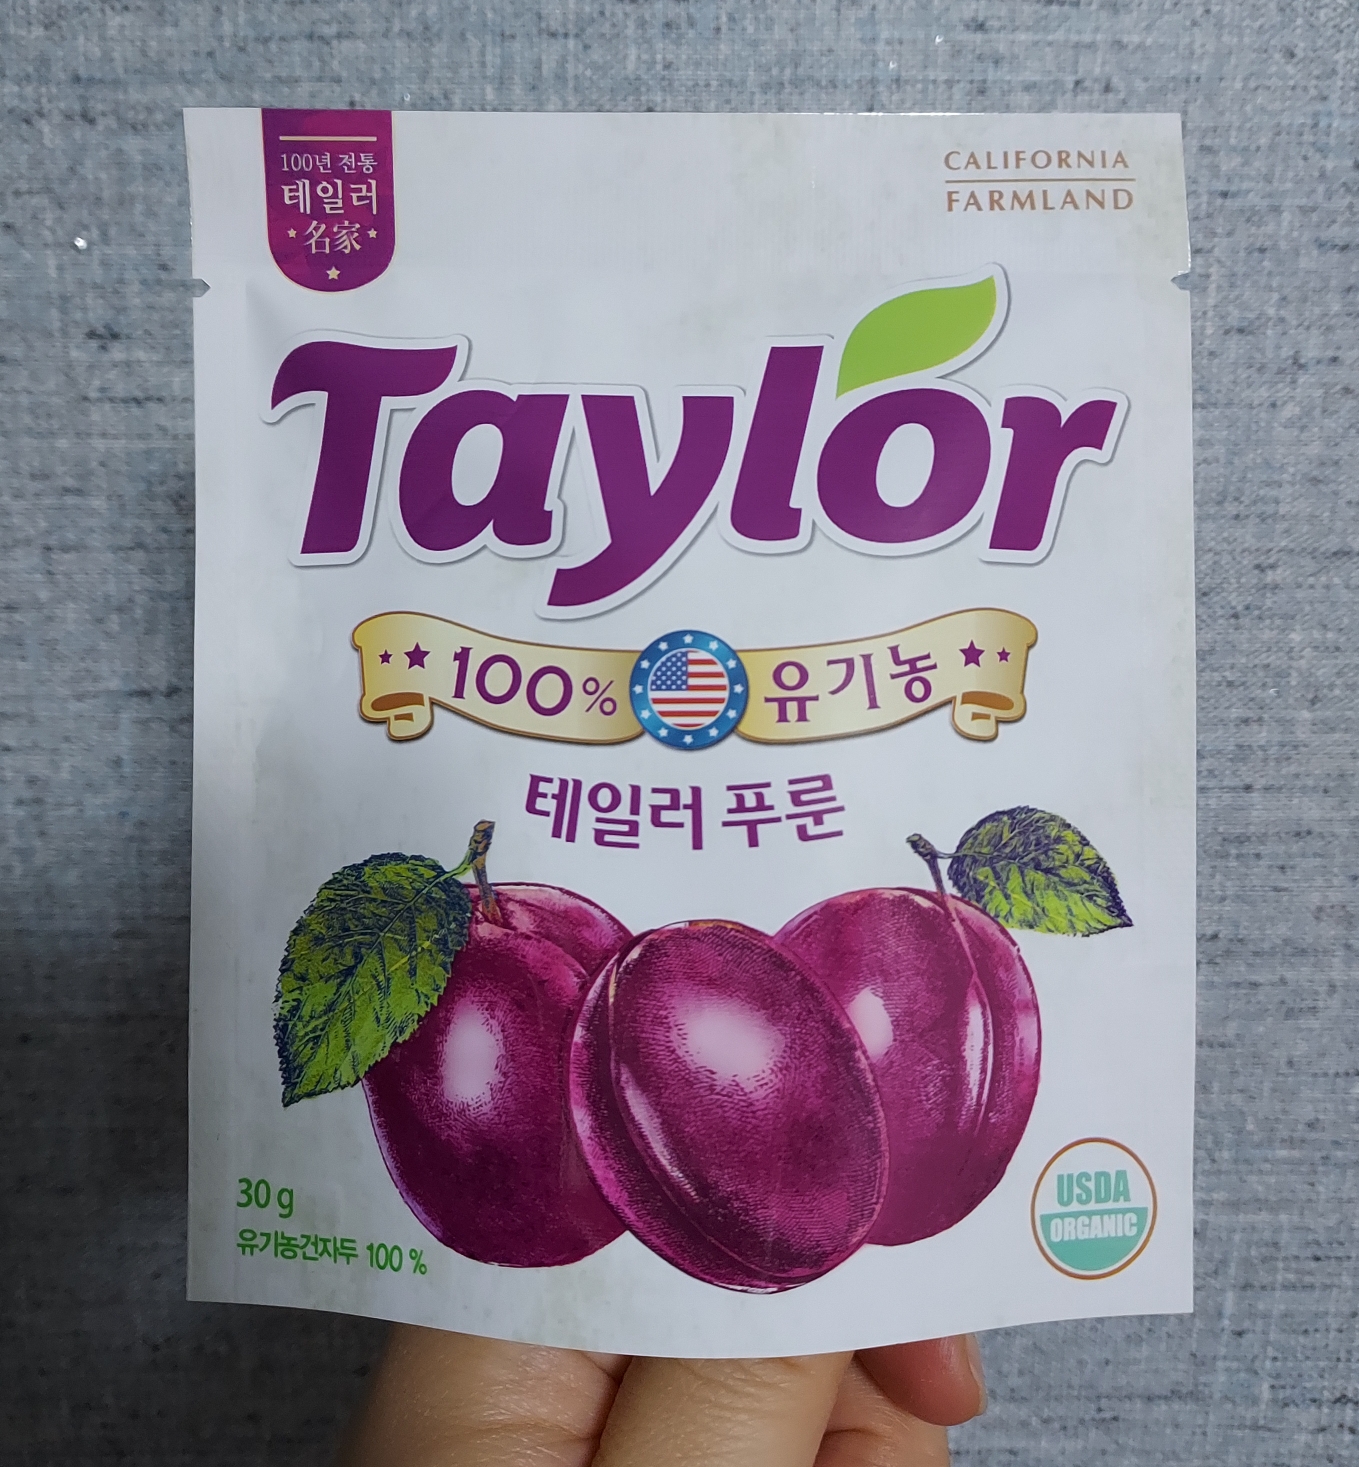 100년 전통
테일러
名家
CALIFORNIA
FARMLAND
Taylor
100% 유기농
테일러 푸룬
30 g
유기농건자두 100 %
USDA
ORGANIC